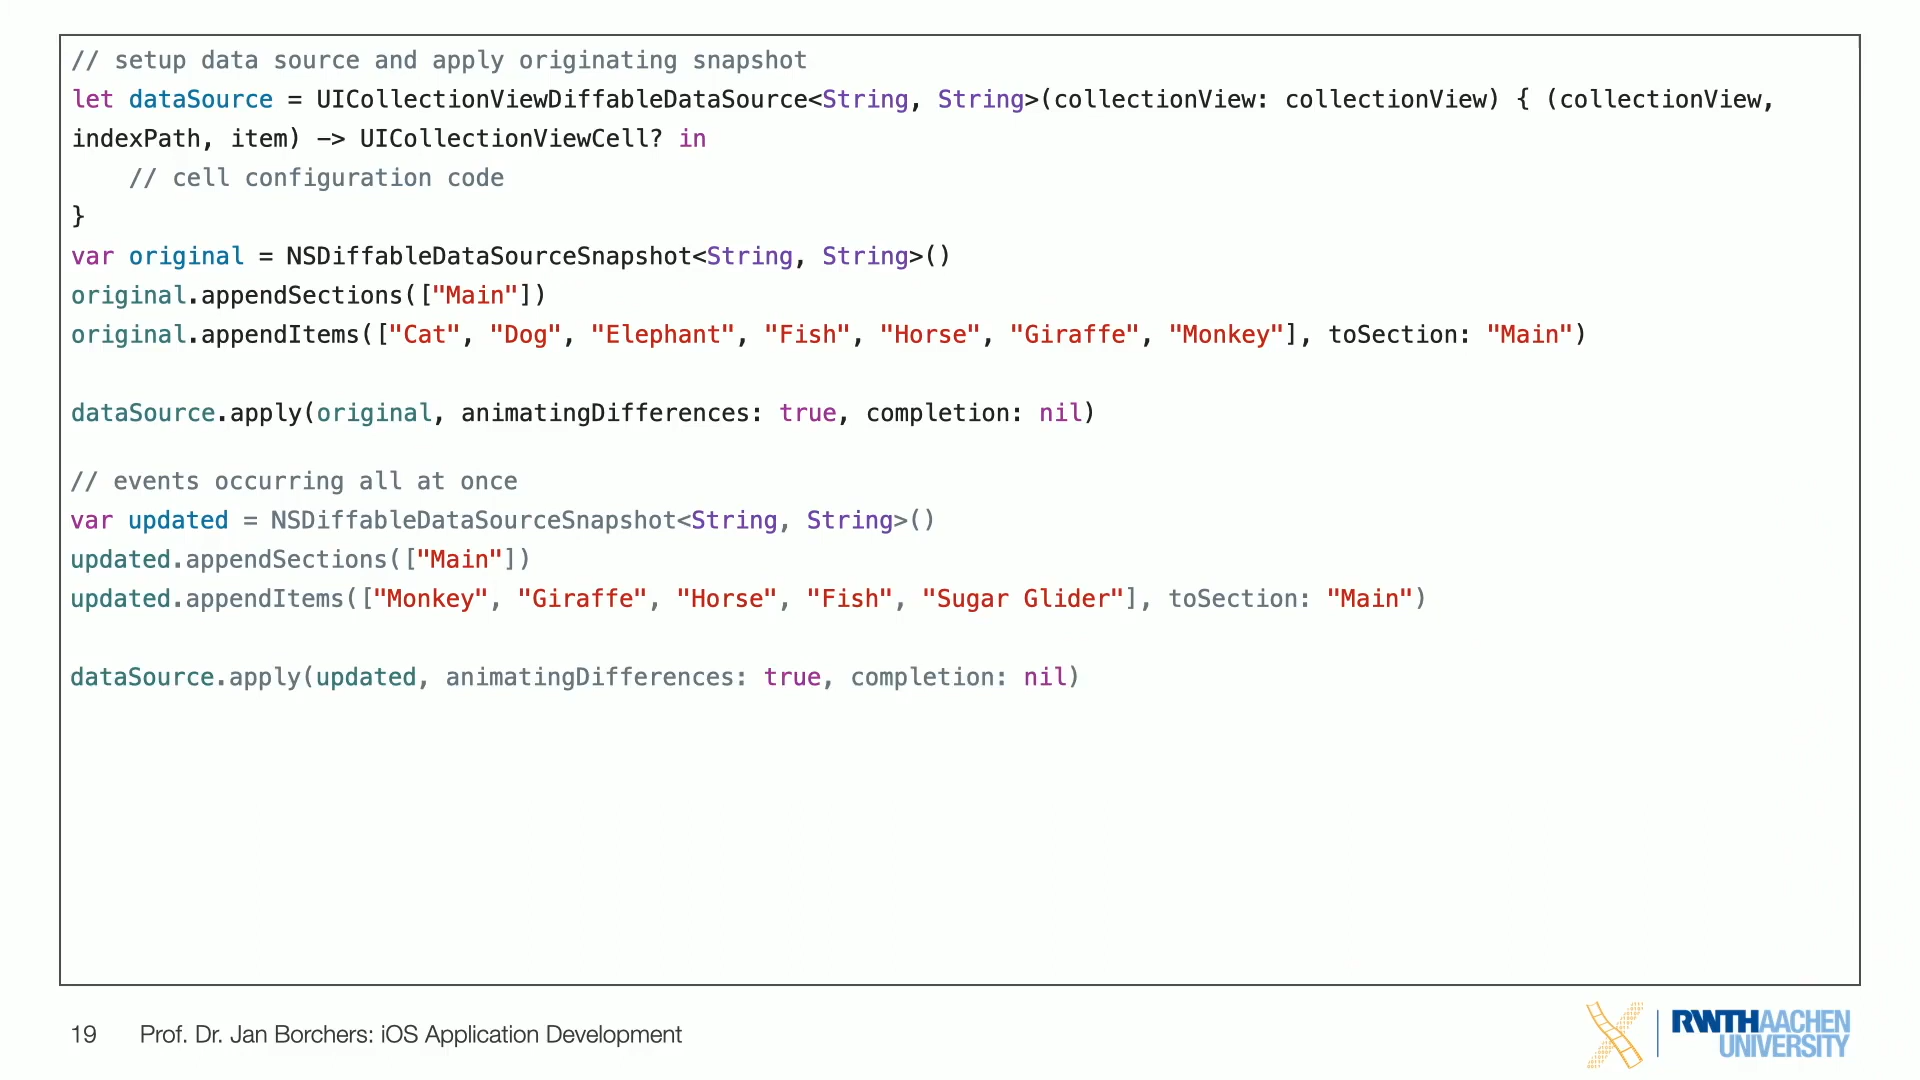 // setup data source and apply originating snapshot
let dataSource = UICollectionViewDiffableDataSource<String, String>(collectionView: collectionView) { (collectionView,
indexPath, item) -> UICollectionViewCell? in
    // cell configuration code
}
var original = NSDiffableDataSourceSnapshot<String, String>()
original.appendSections(["Main"])
original.appendItems(["Cat", "Dog", "Elephant", "Fish", "Horse", "Giraffe", "Monkey"], toSection: "Main")
dataSource.apply(original, animatingDifferences: true, completion: nil)
// events occurring all at once
var updated = NSDiffableDataSourceSnapshot<String, String>()
updated.appendSections(["Main"])
updated.appendItems(["Monkey", "Giraffe", "Horse", "Fish", "Sugar Glider"], toSection: "Main")
dataSource.apply(updated, animatingDifferences: true, completion: nil)
19 Prof. Dr. Jan Borchers: iOS Application Development
RWTHAACHEN
UNIVERSITY